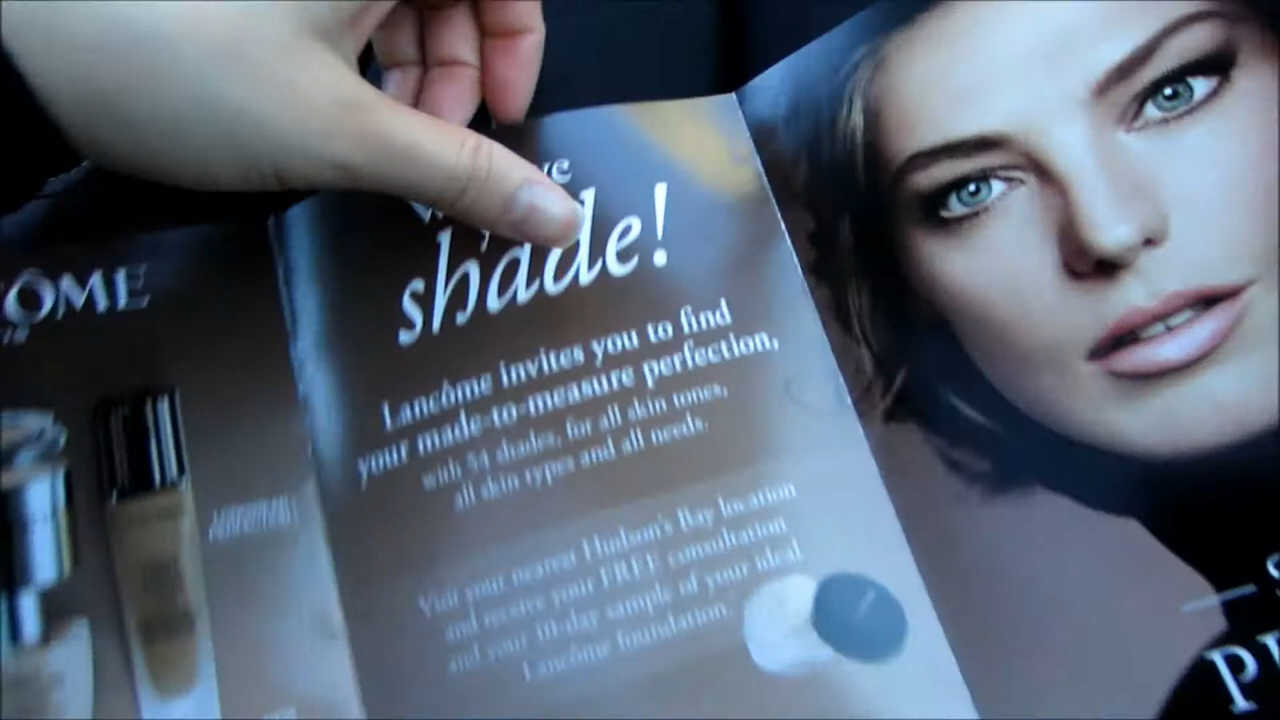 ÔME
shade!
Lancôme invites you to find
your made-to-measure perfection,
with 54 shades, for all skin tones,
all skin types and all needs.
Visit your nearest Hudson's Bay location
and receive your FREE consultation
and your 10-day sample of your ideal
Lancôme foundation